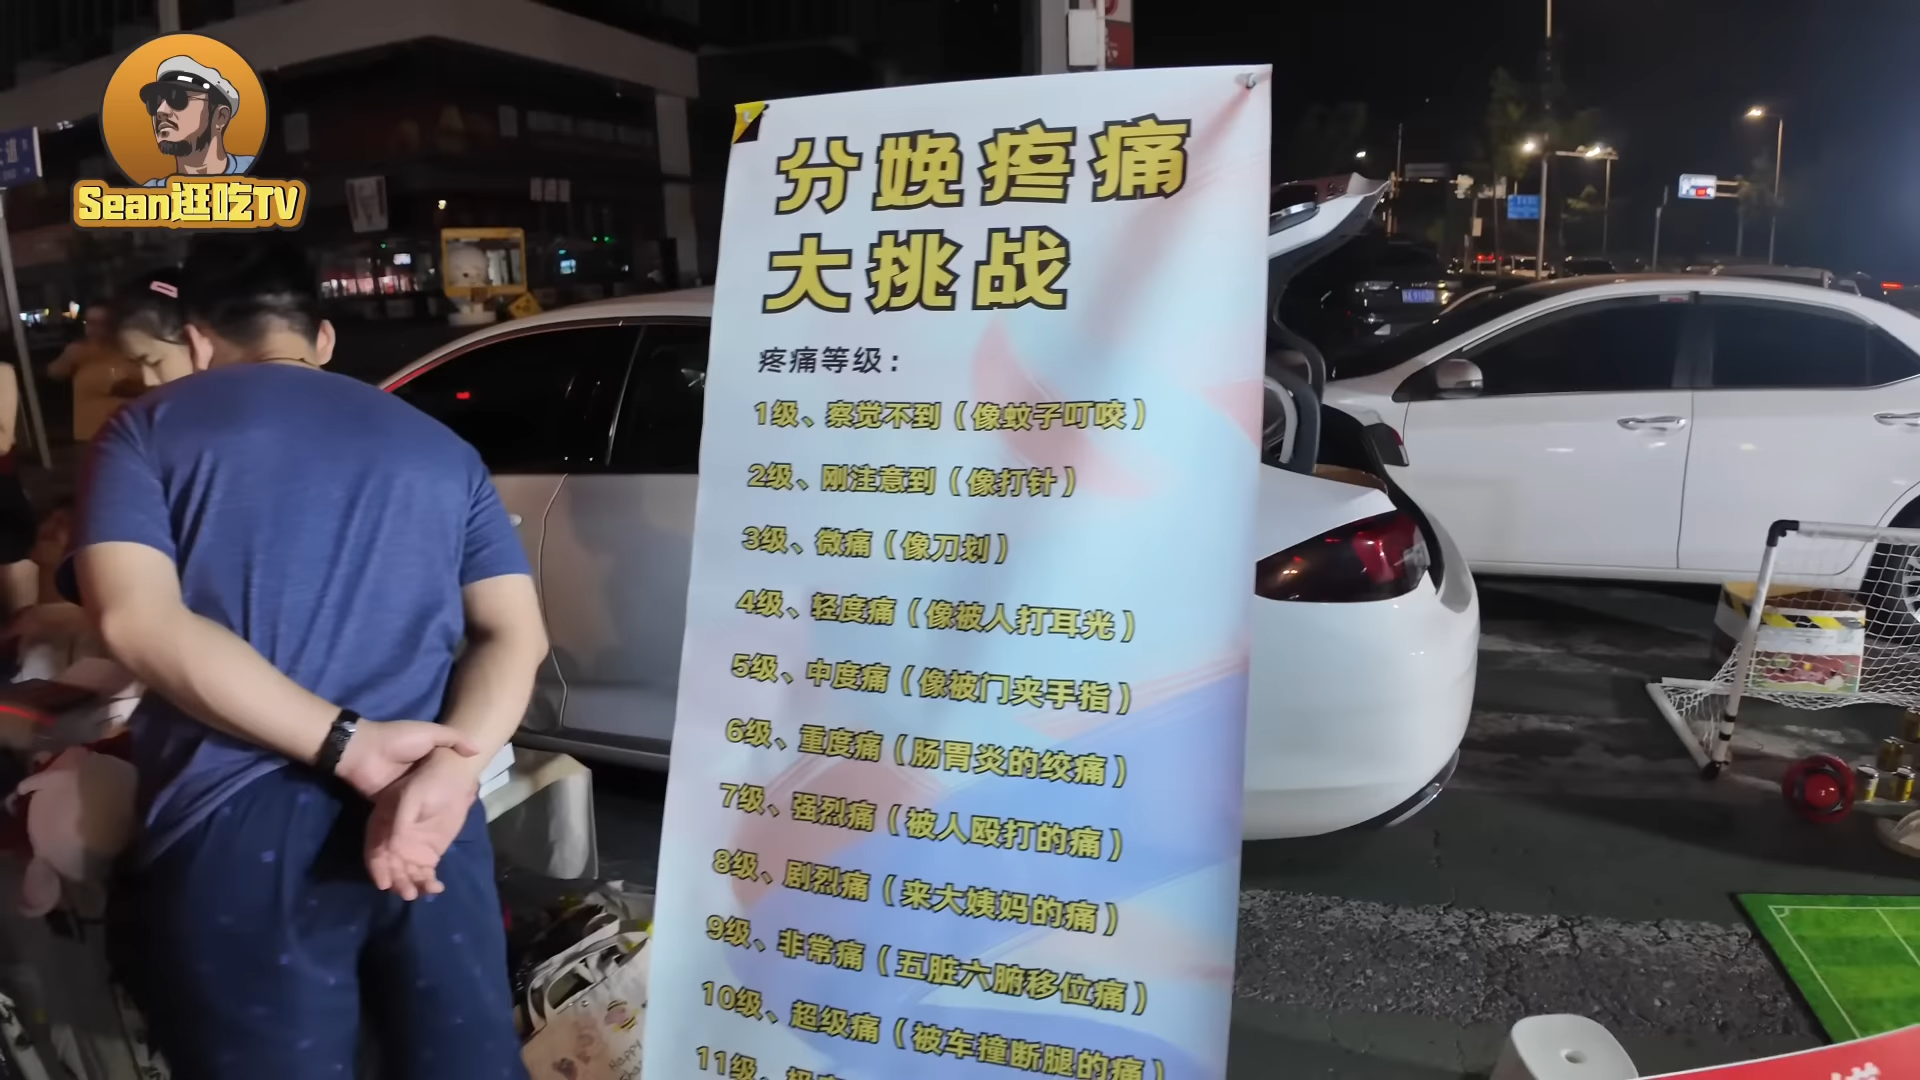 Sean逛吃TV
分娩疼痛
大挑战
疼痛等级：
1级、察觉不到（像蚊子叮咬）
2级、刚注意到（像打针）
3级、微痛（像刀划）
4级、轻度痛（像被人打耳光）
5级、中度痛（像被门夹手指）
6级、重度痛（肠胃炎的绞痛）
7级、强烈痛（被人殴打的痛）
8级、剧烈痛（来大姨妈的痛）
9级、非常痛（五脏六腑移位痛）
10级、超级痛（被车撞断腿的痛）
11级、
HAPPY